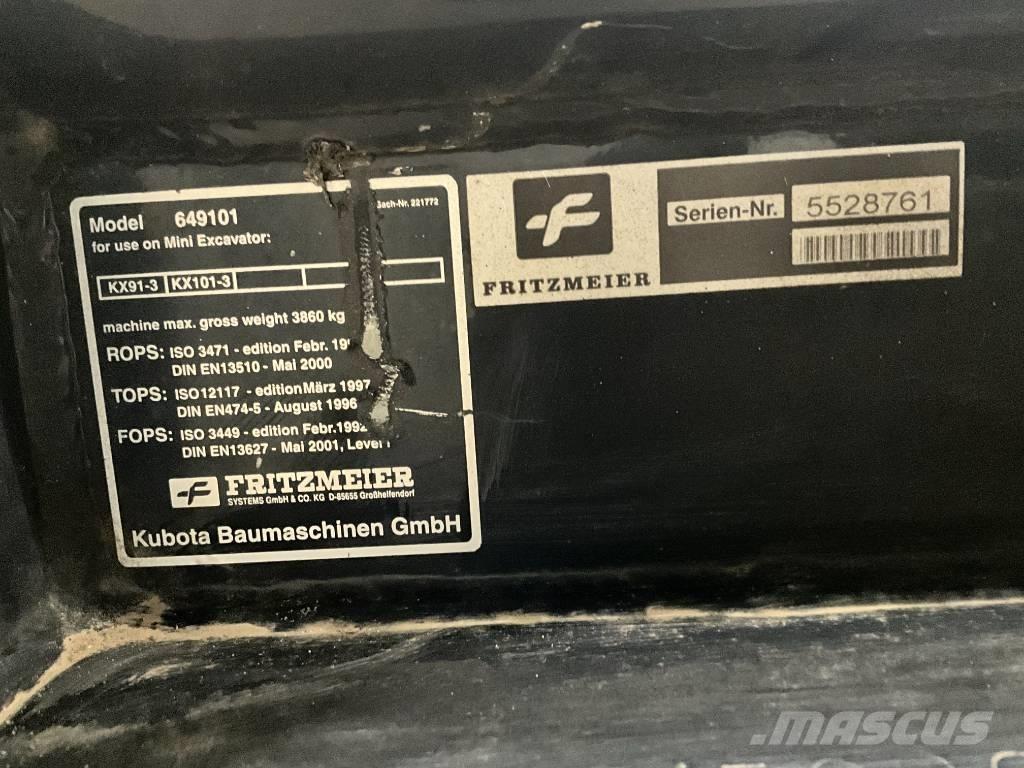 Model 649101
Sach-Nr. 221772
for use on Mini Excavator:
KX91-3 KX101-3
machine max. gross weight 3860 kg
ROPS: ISO 3471 - edition Febr.
DIN EN13510 - Mai 2000
TOPS: ISO12117 - edition März 1997
DIN EN474-5 - August 1996
FOPS: ISO 3449 - edition Febr.1992
DIN EN13627 - Mai 2001, Level
FRITZMEIER
SYSTEMS GmbH & CO. KG D-85655 Großhelfendorf
Kubota Baumaschinen GmbH
FRITZMEIER
Serien-Nr. 5528761
MASCUS